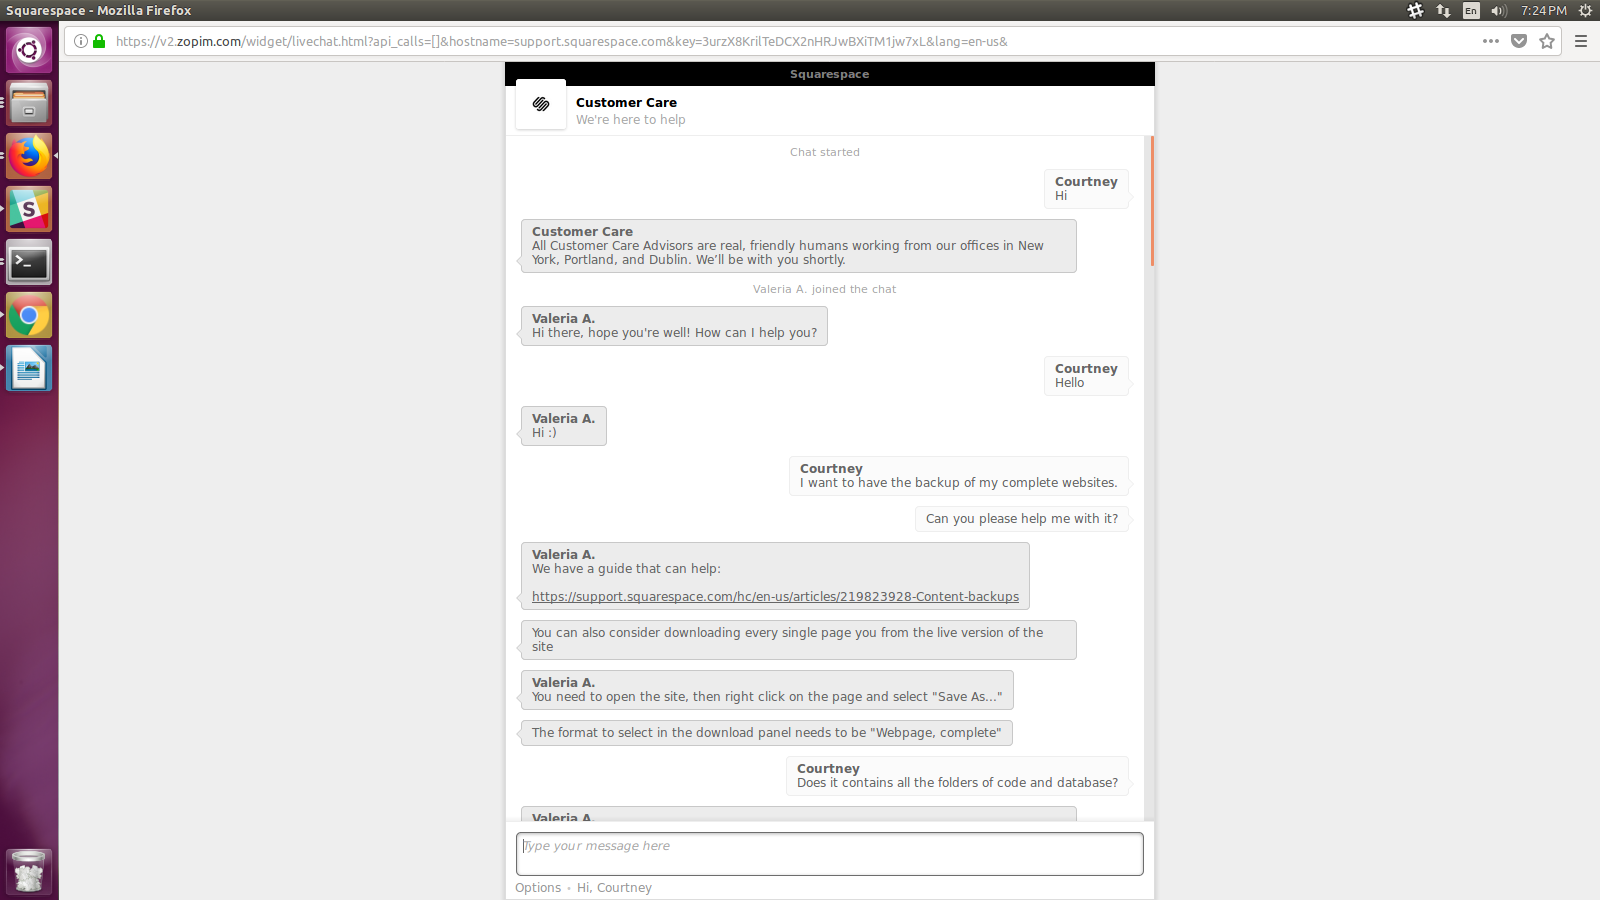 Squarespace - Mozilla Firefox
En
7:24 PM
https://v2.zopim.com/widget/livechat.html?api_calls=[]&hostname=support.squarespace.com&key=3urzX8KrilTeDCX2nHRJwBXiTM1jw7xL&lang=en-us&
Squarespace
Customer Care
We're here to help
Chat started
Courtney
Hi
Customer Care
All Customer Care Advisors are real, friendly humans working from our offices in New
York, Portland, and Dublin. We’ll be with you shortly.
Valeria A. joined the chat
Valeria A.
Hi there, hope you're well! How can I help you?
Courtney
Hello
Valeria A.
Hi :)
Courtney
I want to have the backup of my complete websites.
Can you please help me with it?
Valeria A.
We have a guide that can help:
https://support.squarespace.com/hc/en-us/articles/219823928-Content-backups
You can also consider downloading every single page you from the live version of the
site
Valeria A.
You need to open the site, then right click on the page and select "Save As..."
The format to select in the download panel needs to be "Webpage, complete"
Courtney
Does it contains all the folders of code and database?
Valeria A.
Type your message here
Options • Hi, Courtney